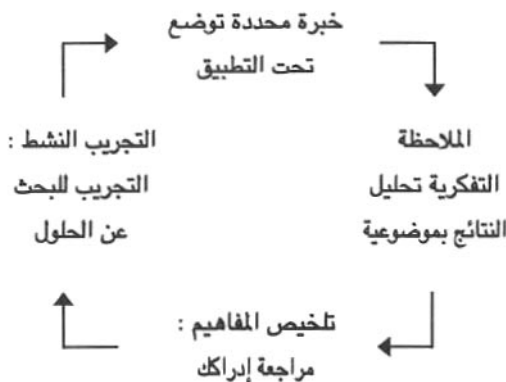 خبرة محددة توضع
تحت التطبيق
الملاحظة
التفكرية تحليل
النتائج بموضوعية
تلخيص المفاهيم :
مراجعة إدراكك
التجريب النشط :
التجريب للبحث
عن الحلول